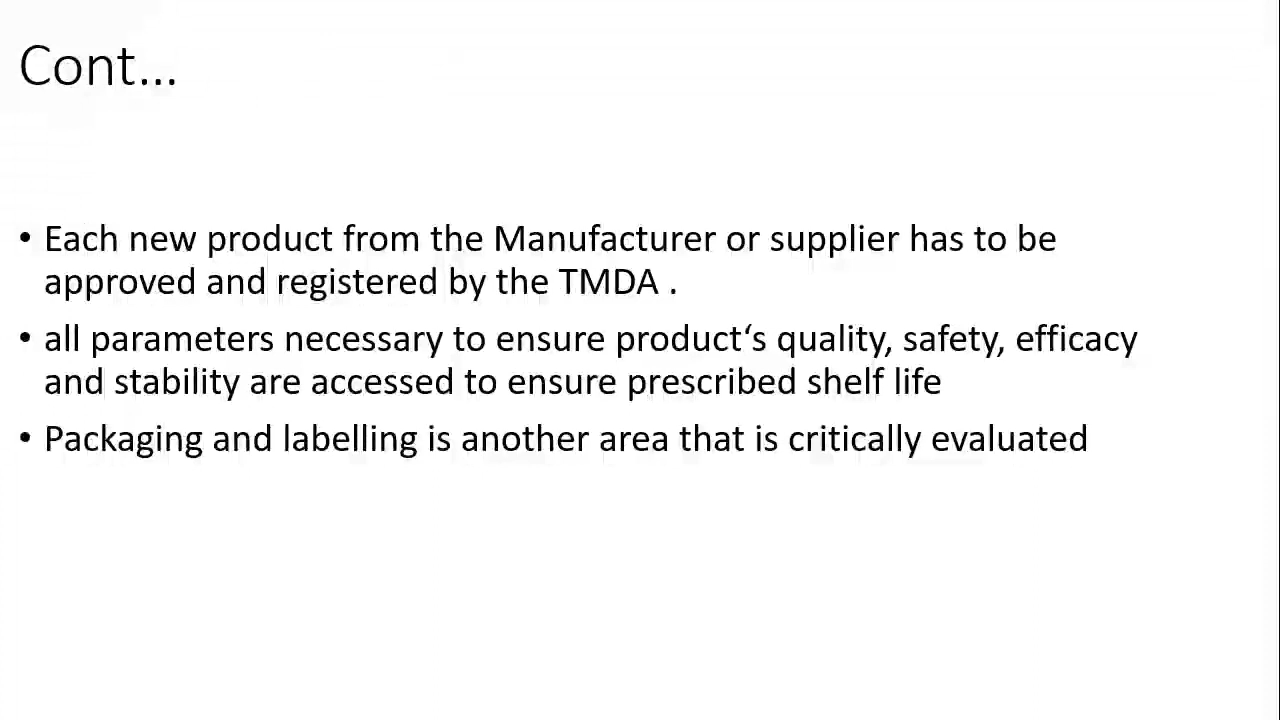 Cont...
• Each new product from the Manufacturer or supplier has to be
approved and registered by the TMDA .
• all parameters necessary to ensure product‘s quality, safety, efficacy
and stability are accessed to ensure prescribed shelf life
• Packaging and labelling is another area that is critically evaluated